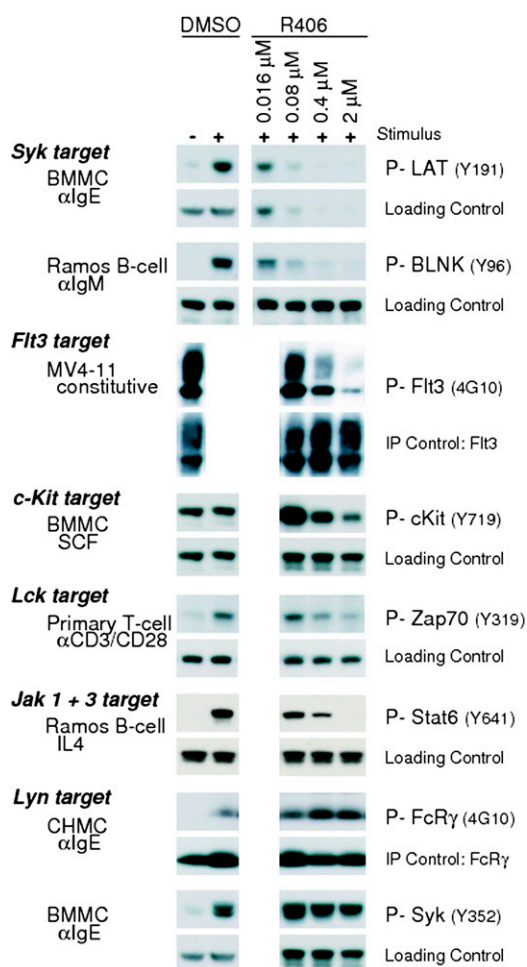 DMSO R406
0.016 µM 0.08 µM 0.4 µM 2 µM
- + + + + + Stimulus
Syk target
BMMC
αIgE
P- LAT (Y191)
Loading Control
Ramos B-cell
αIgM
P- BLNK (Y96)
Loading Control
Flt3 target
MV4-11
constitutive
P- Flt3 (4G10)
IP Control: Flt3
c-Kit target
BMMC
SCF
P- cKit (Y719)
Loading Control
Lck target
Primary T-cell
αCD3/CD28
P- Zap70 (Y319)
Loading Control
Jak 1 + 3 target
Ramos B-cell
IL4
P- Stat6 (Y641)
Loading Control
Lyn target
CHMC
αIgE
P- FcRγ (4G10)
IP Control: FcRγ
BMMC
αIgE
P- Syk (Y352)
Loading Control